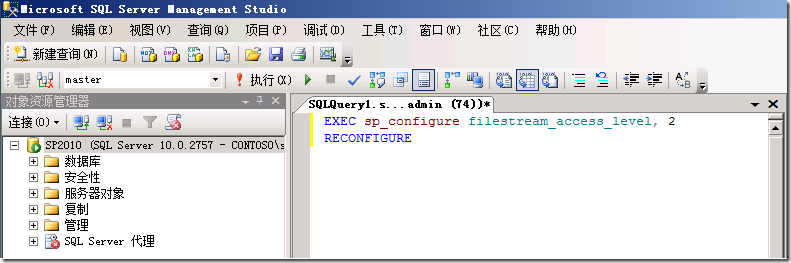 Microsoft SQL Server Management Studio
文件(F) 编辑(E) 视图(V) 查询(Q) 项目(P) 调试(D) 工具(T) 窗口(W) 社区(C) 帮助(H)
新建查询(N)
master 执行(X)
对象资源管理器
连接(O)
SP2010 (SQL Server 10.0.2757 - CONTOSO\s
数据库
安全性
服务器对象
复制
管理
SQL Server 代理
SQLQuery1.s...admin (74))*
EXEC sp_configure filestream_access_level, 2
RECONFIGURE